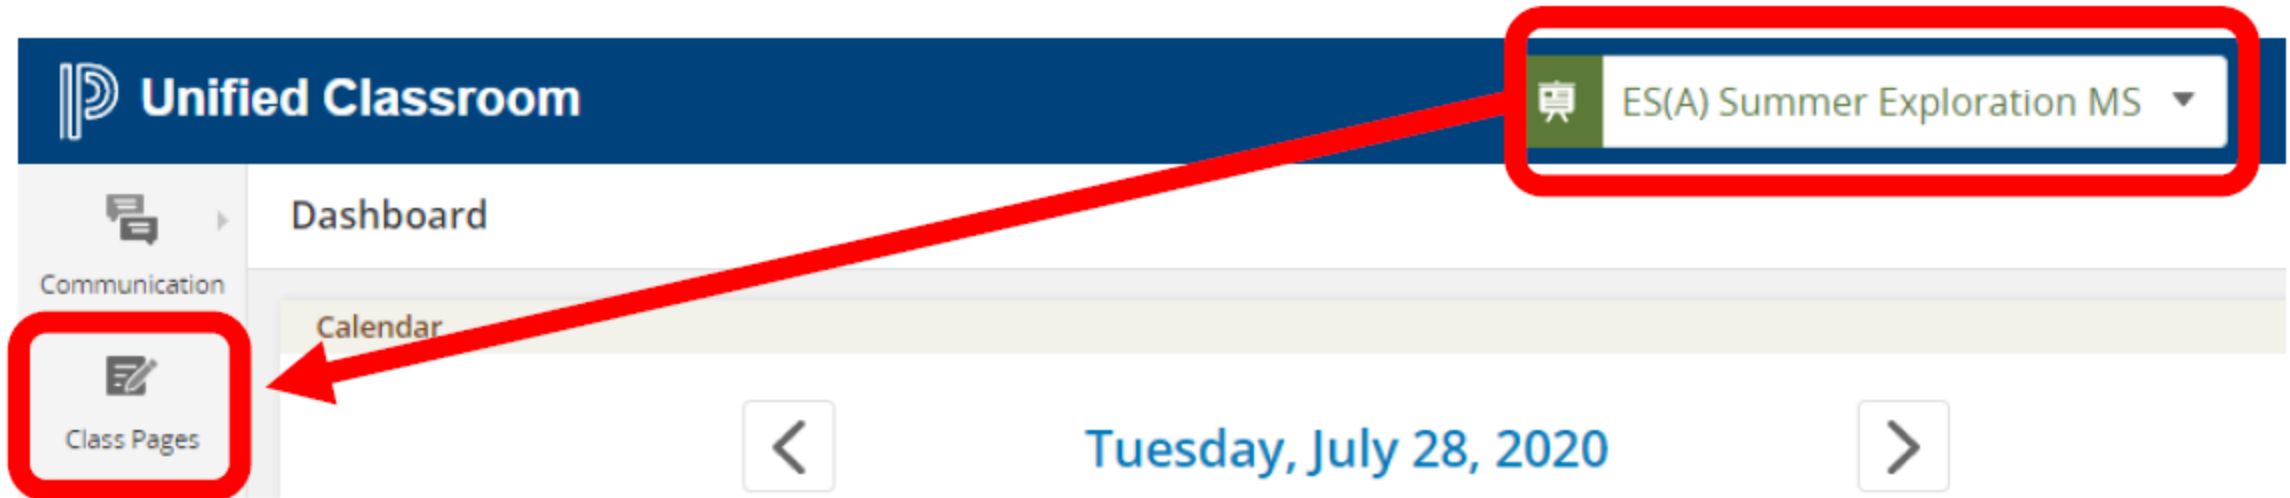 Unified Classroom
ES(A) Summer Exploration MS
Communication
Dashboard
Calendar
Class Pages
Tuesday, July 28, 2020